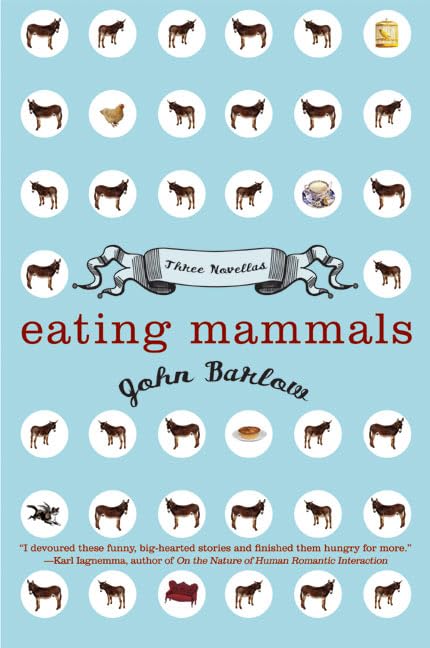 Three Novellas
eating mammals
John Barlow
“I devoured these funny, big-hearted stories and finished them hungry for more.”
—Karl Iagnemma, author of On the Nature of Human Romantic Interaction